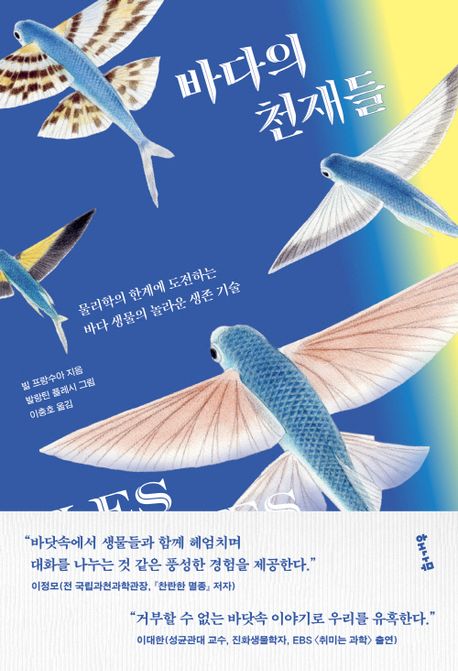 바다의
천재들
물리학의 한계에 도전하는
바다 생물의 놀라운 생존 기술
빌 프랑수아 지음
발랑틴 플레시 그림
이충호 옮김
“바닷속에서 생물들과 함께 헤엄치며
대화를 나누는 것 같은 풍성한 경험을 제공한다.”
이정모(전 국립과천과학관장, 『찬란한 멸종』 저자)
해나무
“거부할 수 없는 바닷속 이야기로 우리를 유혹한다.”
이대한(성균관대 교수, 진화생물학자, EBS 〈취미는 과학〉 출연)